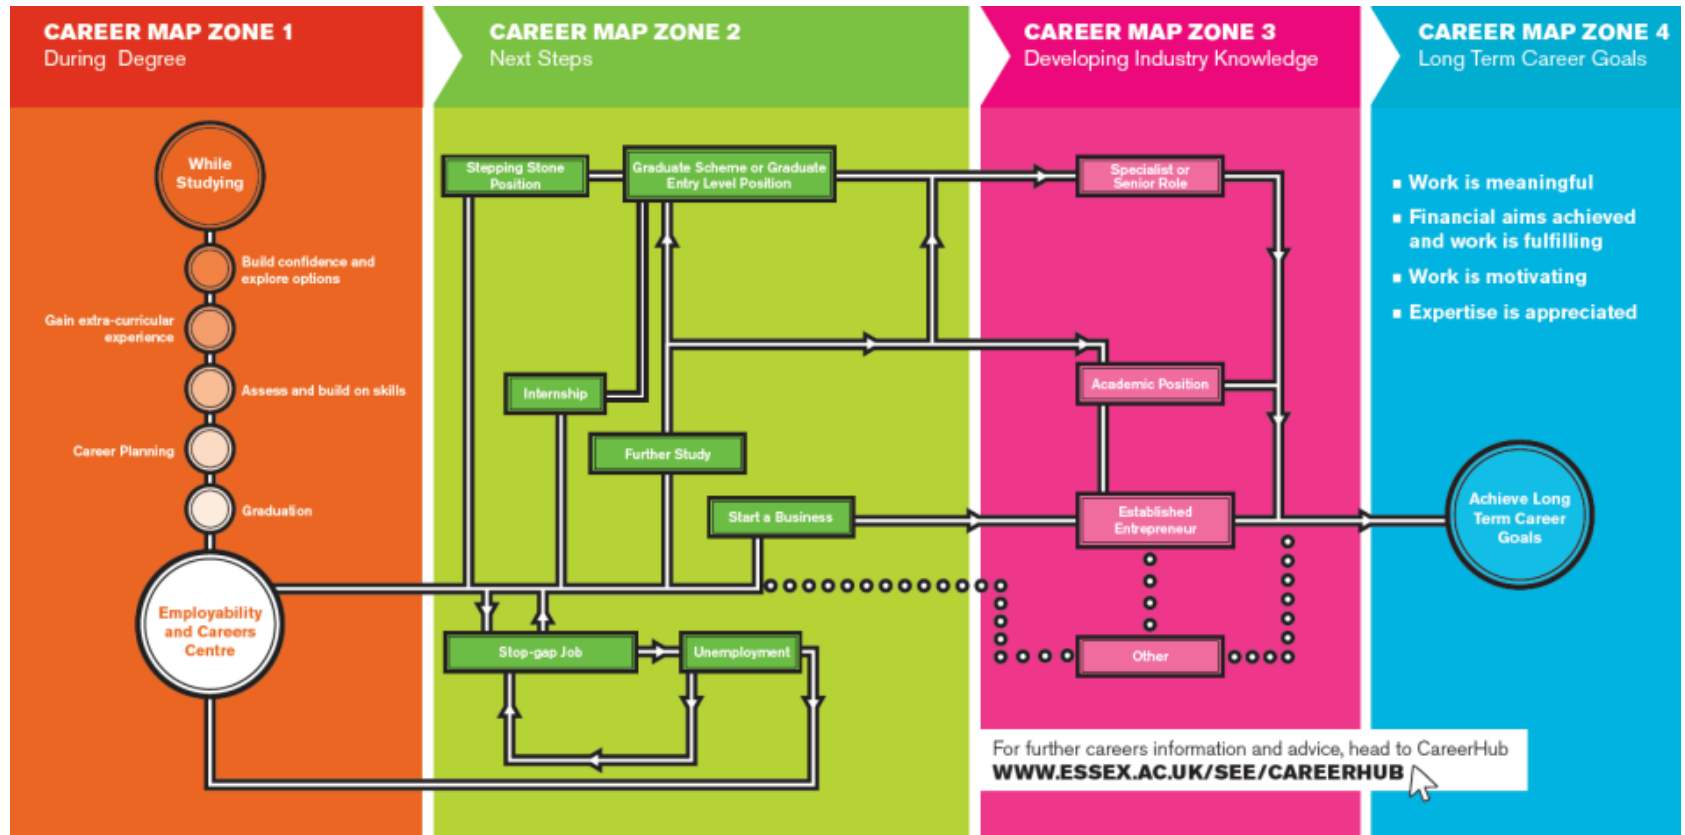 CAREER MAP ZONE 1
During Degree
CAREER MAP ZONE 2
Next Steps
CAREER MAP ZONE 3
Developing Industry Knowledge
CAREER MAP ZONE 4
Long Term Career Goals
While
Studying
Build confidence and
explore options
Gain extra-curricular
experience
Assess and build on skills
Career Planning
Graduation
Employability
and Careers
Centre
Stepping Stone
Position
Graduate Scheme or Graduate
Entry Level Position
Internship
Further Study
Start a Business
Stop-gap Job
Unemployment
Specialist or
Senior Role
Academic Position
Established
Entrepreneur
Other
Work is meaningful
Financial aims achieved
and work is fulfilling
Work is motivating
Expertise is appreciated
Achieve Long
Term Career
Goals
For further careers information and advice, head to CareerHub
WWW.ESSEX.AC.UK/SEE/CAREERHUB